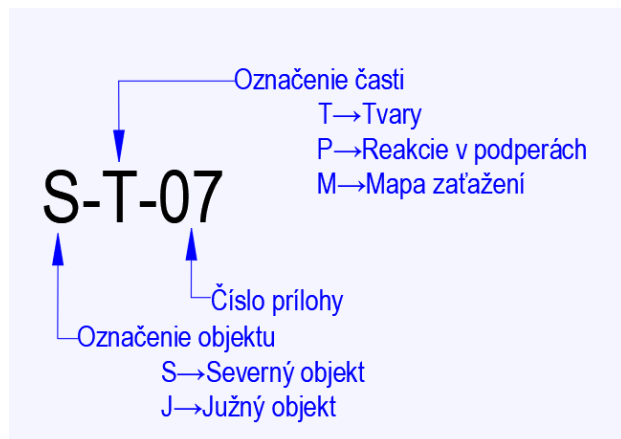 Označenie časti
T→Tvary
P→Reakcie v podperách
M→Mapa zaťažení
S-T-07
Číslo prílohy
Označenie objektu
S→Severný objekt
J→Južný objekt